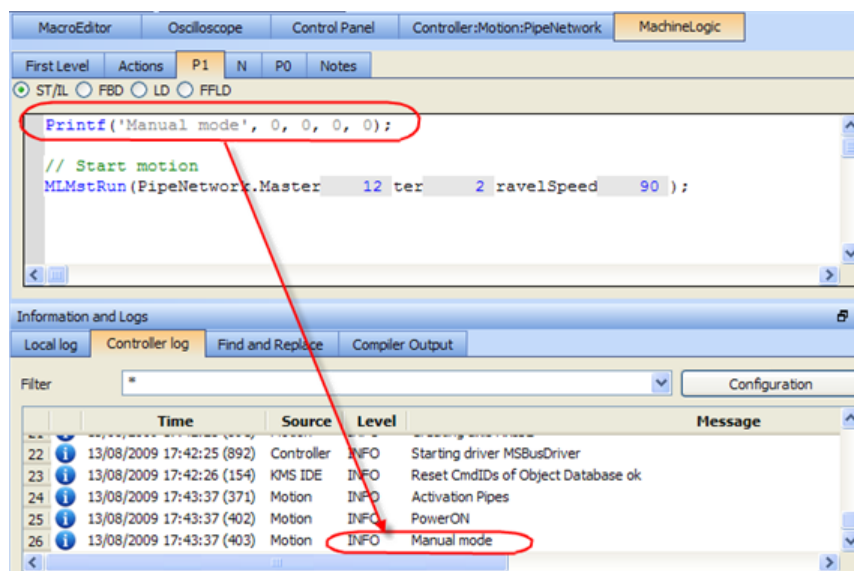 MacroEditor Oscilloscope Control Panel Controller:Motion:PipeNetwork MachineLogic
First Level Actions P1 N P0 Notes
ST/IL FBD LD FFLD
Printf('Manual mode', 0, 0, 0, 0);
// Start motion
MLMstRun(PipeNetwork.Master 12 ter 2 ravelSpeed 90 );
Information and Logs
Local log Controller log Find and Replace Compiler Output
Filter * Configuration
Time Source Level Message
22 13/08/2009 17:42:25 (892) Controller INFO Starting driver MSBusDriver
23 13/08/2009 17:42:26 (154) KMS IDE INFO Reset CmdIDs of Object Database ok
24 13/08/2009 17:43:37 (371) Motion INFO Activation Pipes
25 13/08/2009 17:43:37 (402) Motion INFO PowerON
26 13/08/2009 17:43:37 (403) Motion INFO Manual mode